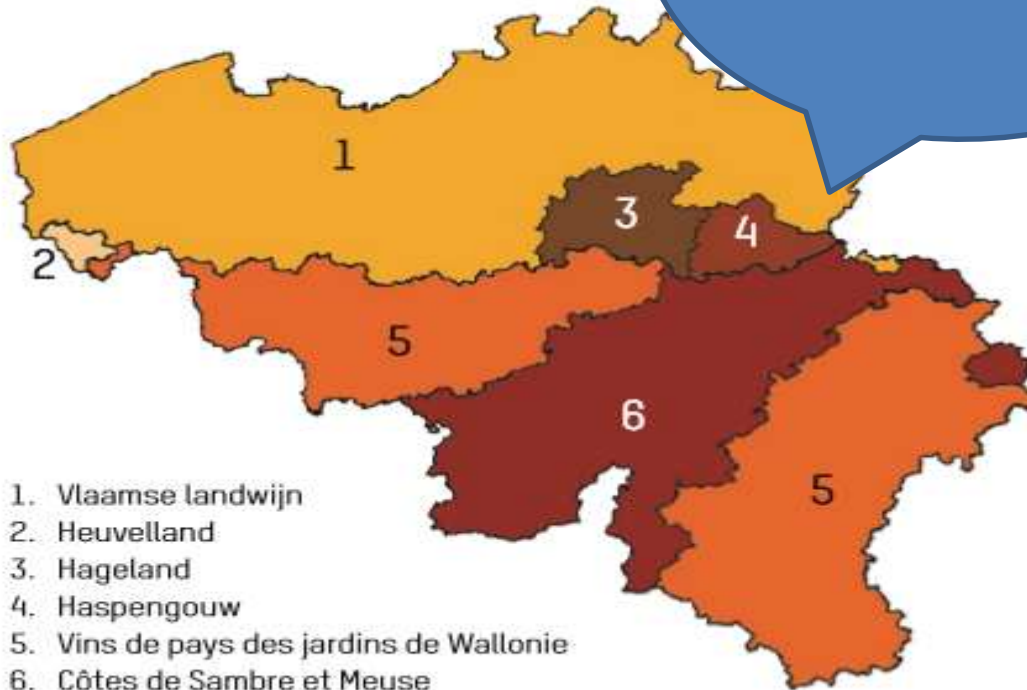 1
2
3
4
5
6
5
1. Vlaamse landwijn
2. Heuvelland
3. Hageland
4. Haspengouw
5. Vins de pays des jardins de Wallonie
6. Côtes de Sambre et Meuse